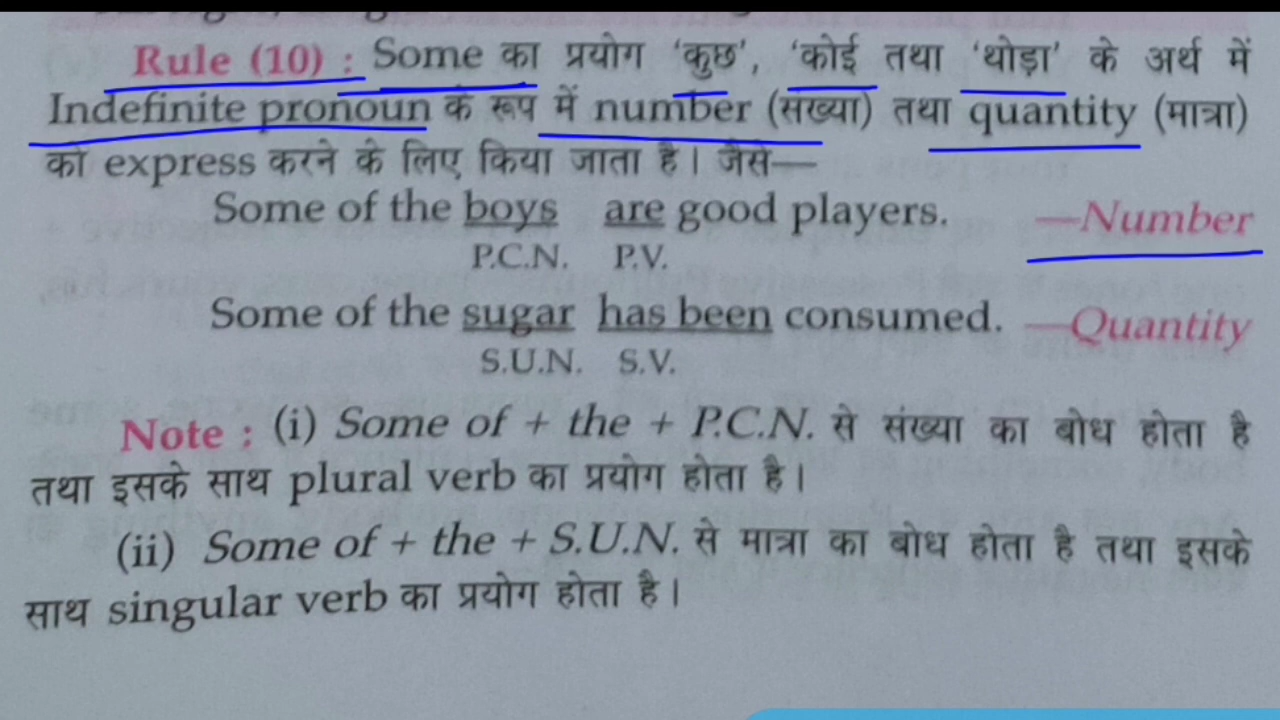 Rule (10) : Some का प्रयोग ‘कुछ’, ‘कोई तथा ‘थोड़ा’ के अर्थ में
Indefinite pronoun के रूप में number (संख्या) तथा quantity (मात्रा)
को express करने के लिए किया जाता है। जैसे—
Some of the boys are good players. —Number
P.C.N. P.V.
Some of the sugar has been consumed. —Quantity
S.U.N. S.V.
Note : (i) Some of + the + P.C.N. से संख्या का बोध होता है
तथा इसके साथ plural verb का प्रयोग होता है।
(ii) Some of + the + S.U.N. से मात्रा का बोध होता है तथा इसके
साथ singular verb का प्रयोग होता है।